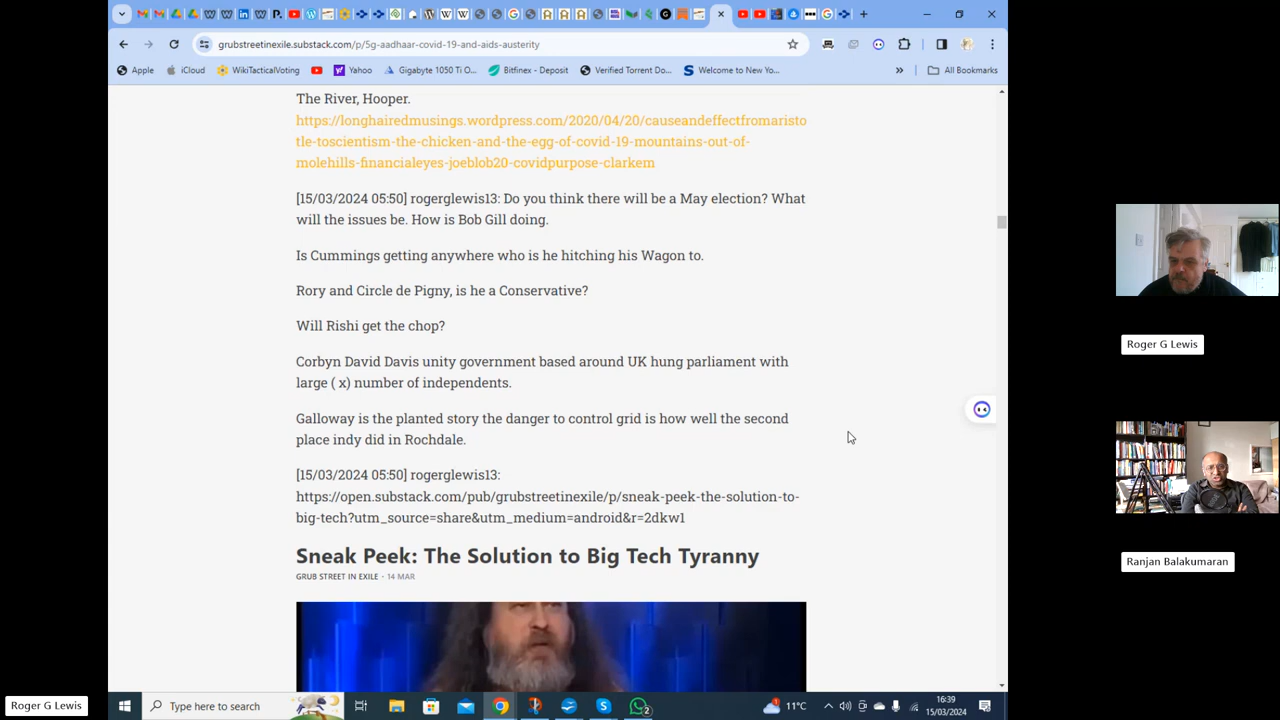 grubstreetinexile.substack.com/p/5g-aadhaar-covid-19-and-aids-austerity
Apple
iCloud
WikiTacticalVoting
Yahoo
Gigabyte 1050 Ti O...
Bitfinex - Deposit
Verified Torrent Do...
Welcome to New Yo...
»
All Bookmarks
The River, Hooper.
https://longhairedmusings.wordpress.com/2020/04/20/causeandeffectfromaristo
tle-toscientism-the-chicken-and-the-egg-of-covid-19-mountains-out-of-
molehills-financialeyes-joeblob20-covidpurpose-clarkem
[15/03/2024 05:50] rogerglewis13: Do you think there will be a May election? What
will the issues be. How is Bob Gill doing.
Is Cummings getting anywhere who is he hitching his Wagon to.
Rory and Circle de Pigny, is he a Conservative?
Will Rishi get the chop?
Corbyn David Davis unity government based around UK hung parliament with
large ( x) number of independents.
Galloway is the planted story the danger to control grid is how well the second
place indy did in Rochdale.
[15/03/2024 05:50] rogerglewis13:
https://open.substack.com/pub/grubstreetinexile/p/sneak-peek-the-solution-to-
big-tech?utm_source=share&utm_medium=android&r=2dkw1
Sneak Peek: The Solution to Big Tech Tyranny
GRUB STREET IN EXILE · 14 MAR
Roger G Lewis
Ranjan Balakumaran
Roger G Lewis
Type here to search
2
11°C
16:39
15/03/2024